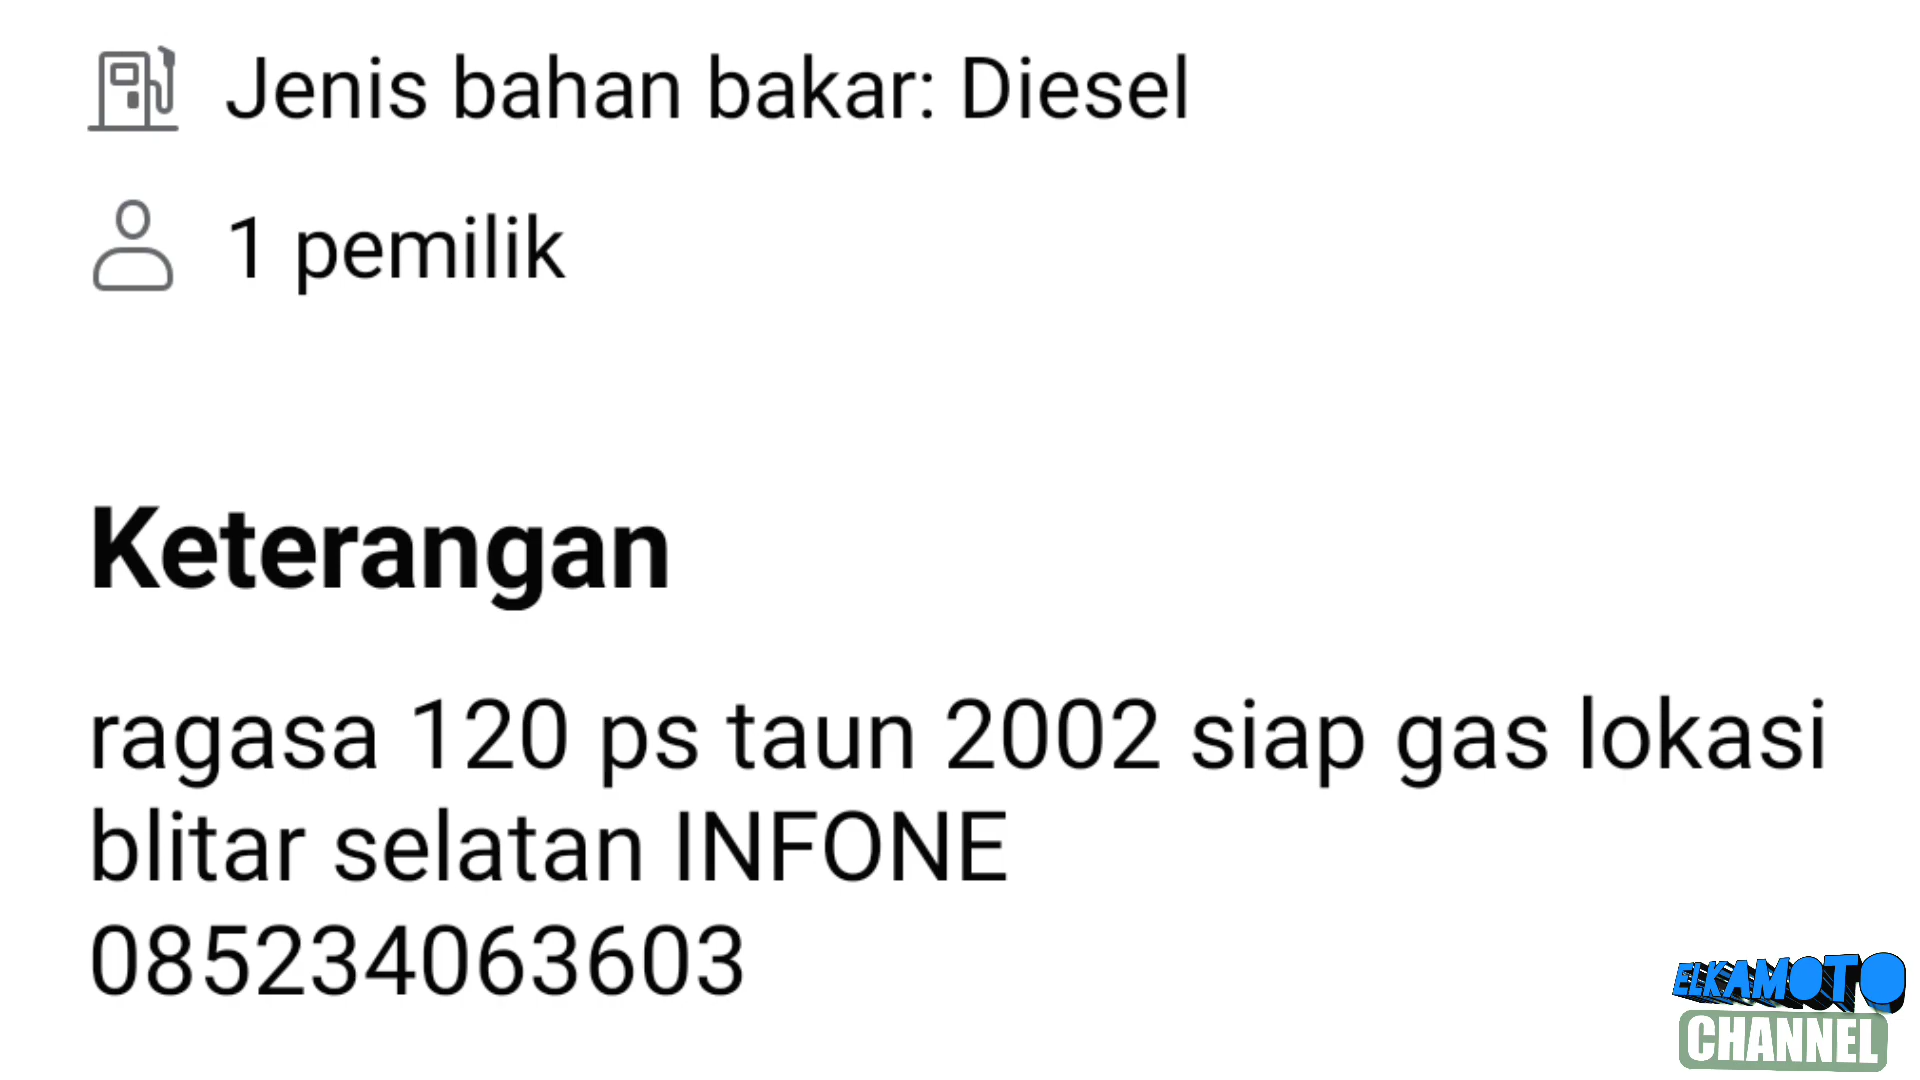 Jenis bahan bakar: Diesel
1 pemilik
Keterangan
ragasa 120 ps taun 2002 siap gas lokasi
blitar selatan INFONE
085234063603
ELKAMOTO
CHANNEL